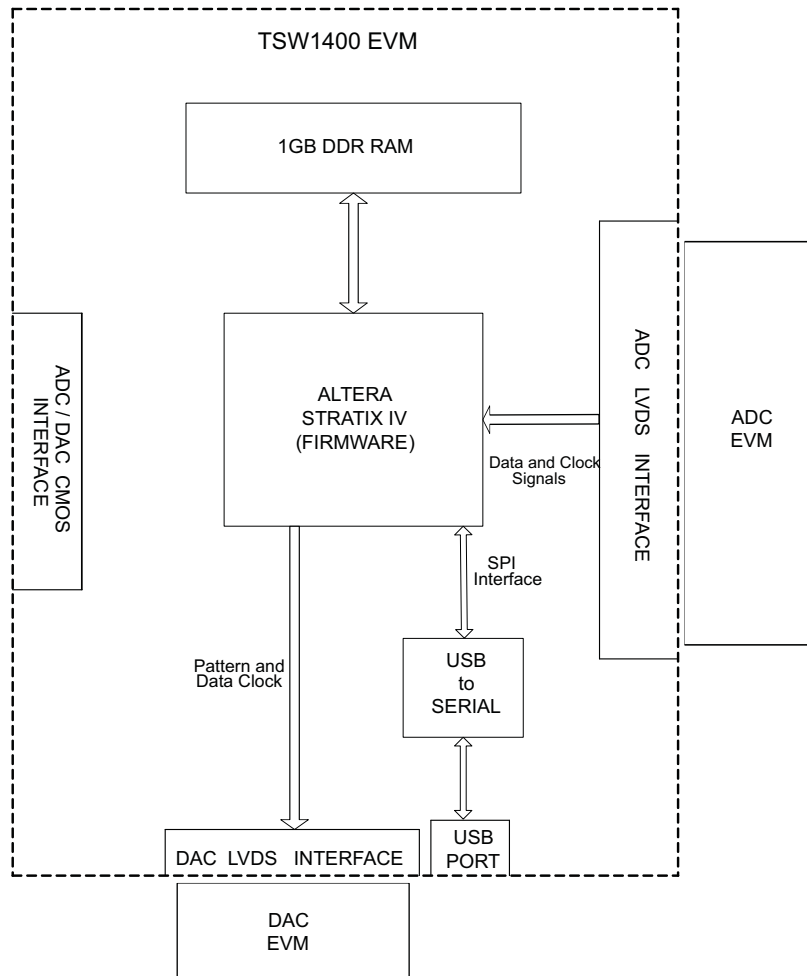 TSW1400 EVM
1GB DDR RAM
ADC / DAC CMOS
INTERFACE
ALTERA
STRATIX IV
(FIRMWARE)
Data and Clock
Signals
ADC LVDS INTERFACE
ADC
EVM
SPI
Interface
Pattern and
Data Clock
USB
to
SERIAL
DAC LVDS INTERFACE
USB
PORT
DAC
EVM